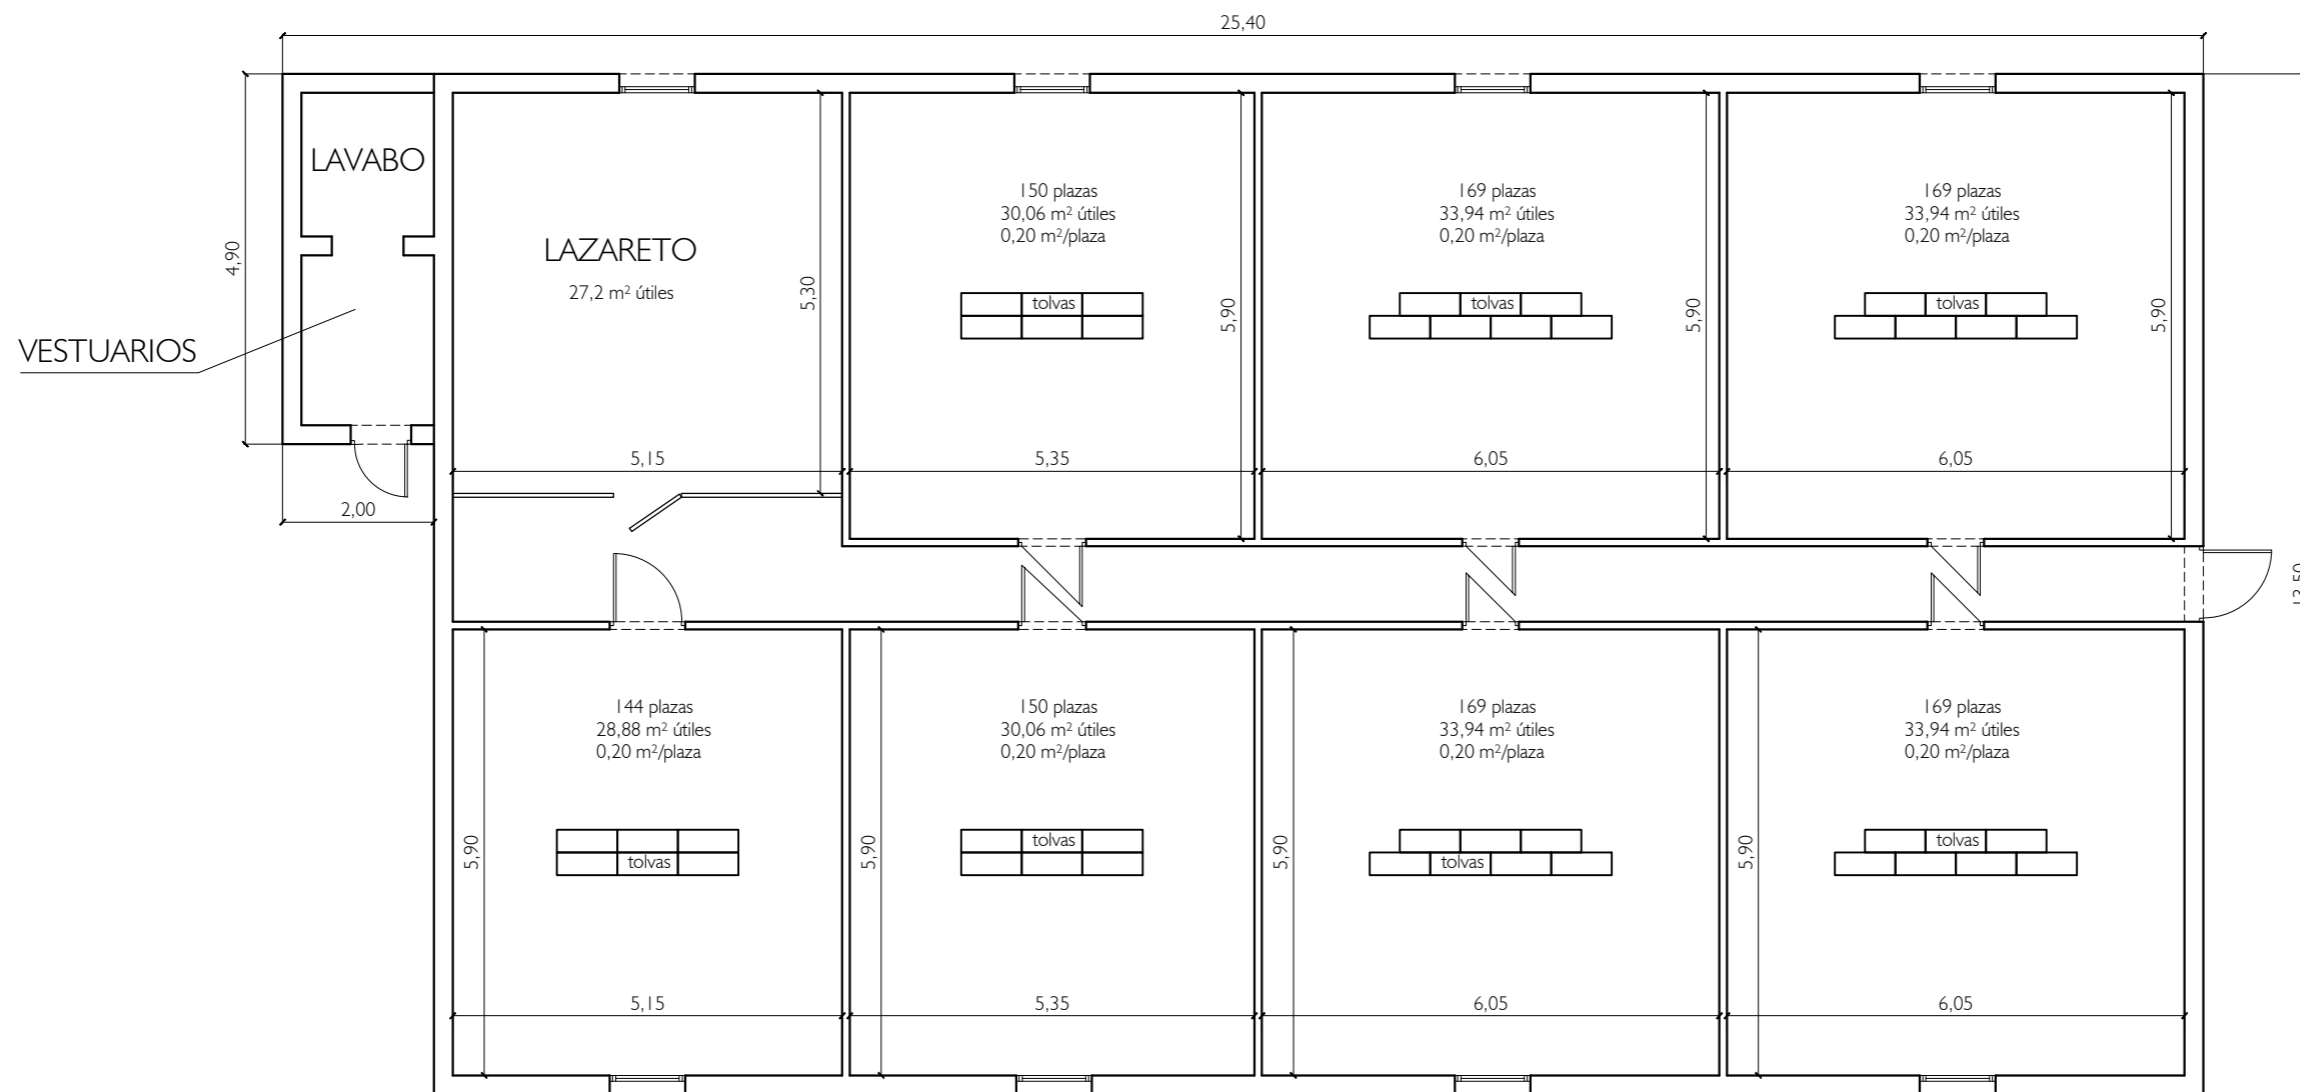 25,40
LAVABO
4,90
VESTUARIOS
2,00
LAZARETO
27,2 m² útiles
5,30
5,15
150 plazas
30,06 m² útiles
0,20 m²/plaza
tolvas
5,90
5,35
169 plazas
33,94 m² útiles
0,20 m²/plaza
tolvas
5,90
6,05
169 plazas
33,94 m² útiles
0,20 m²/plaza
tolvas
5,90
6,05
13,50
144 plazas
28,88 m² útiles
0,20 m²/plaza
tolvas
5,90
5,15
150 plazas
30,06 m² útiles
0,20 m²/plaza
tolvas
5,90
5,35
169 plazas
33,94 m² útiles
0,20 m²/plaza
tolvas
5,90
6,05
169 plazas
33,94 m² útiles
0,20 m²/plaza
tolvas
5,90
6,05